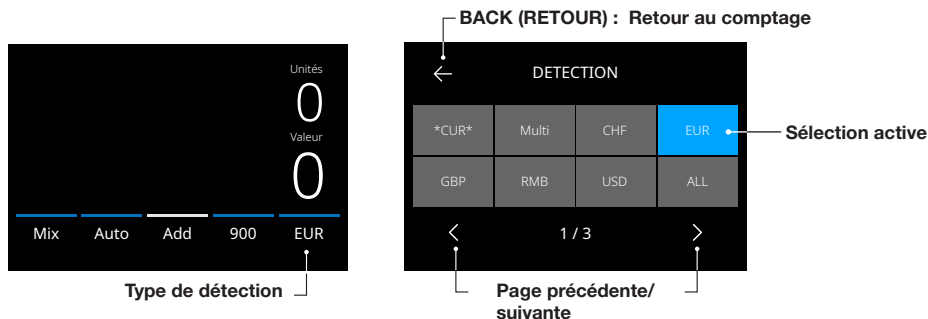 BACK (RETOUR) : Retour au comptage
Unités
0
Valeur
0
Mix Auto Add 900 EUR
Type de détection
DETECTION
*CUR* Multi CHF EUR
Sélection active
GBP RMB USD ALL
1 / 3
Page précédente/
suivante